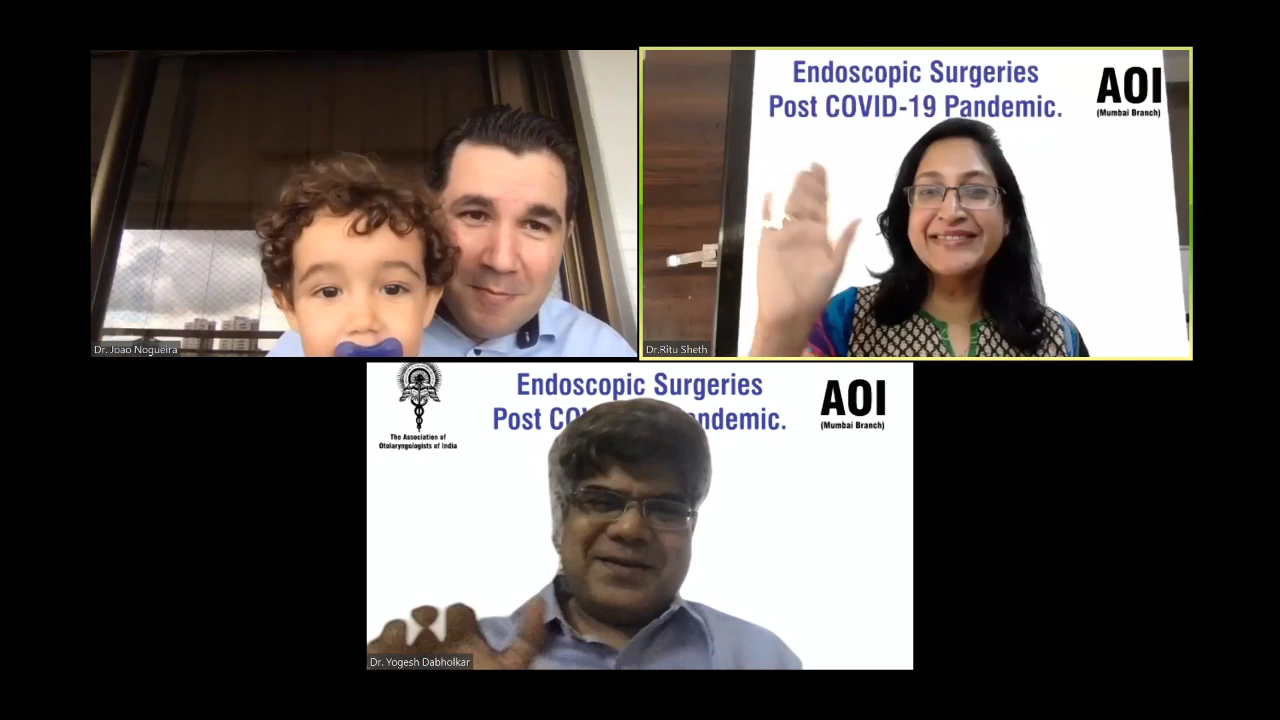 Endoscopic Surgeries
Post COVID-19 Pandemic.
AOI
(Mumbai Branch)
Dr. Joao Nogueira
Dr.Ritu Sheth
The Association of
Otolaryngologists of India
Endoscopic Surgeries
Post CO andemic.
AOI
(Mumbai Branch)
Dr. Yogesh Dabholkar